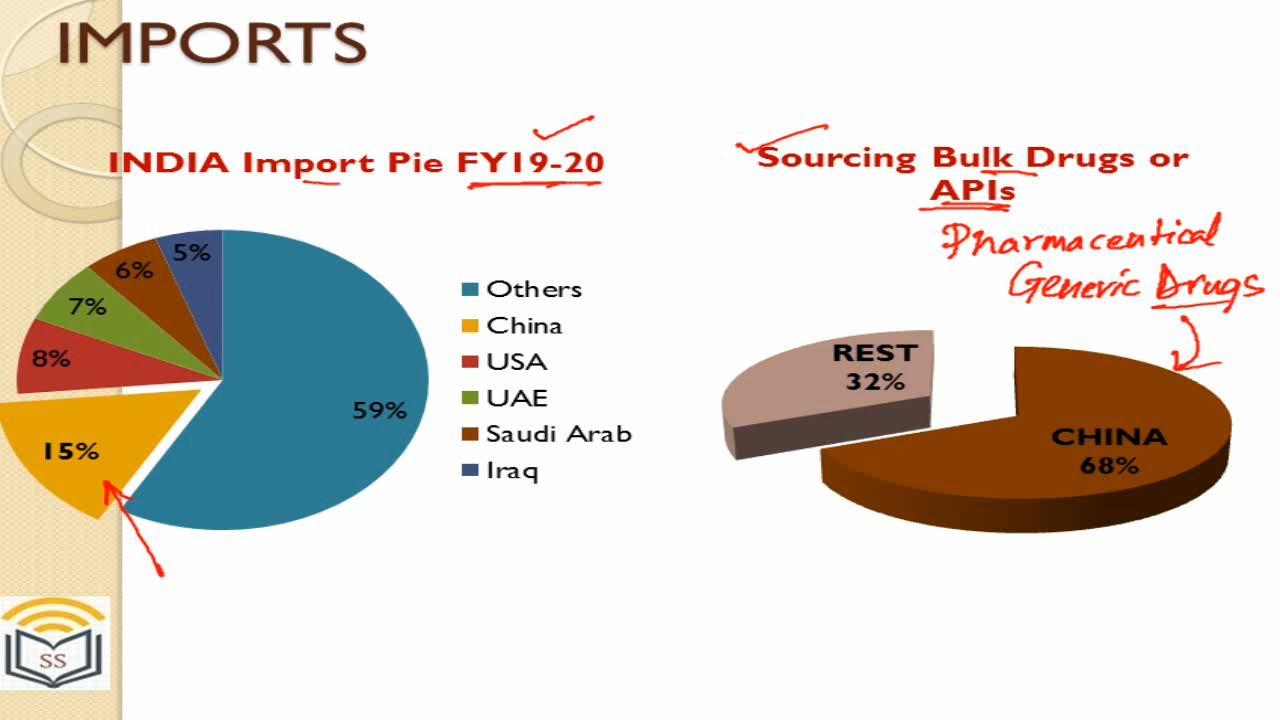 IMPORTS
INDIA Import Pie FY19-20
5%
6%
7%
8%
15%
59%
Others
China
USA
UAE
Saudi Arab
Iraq
Sourcing Bulk Drugs or
APIs
Pharmaceutical
Generic Drugs
REST
32%
CHINA
68%
SS